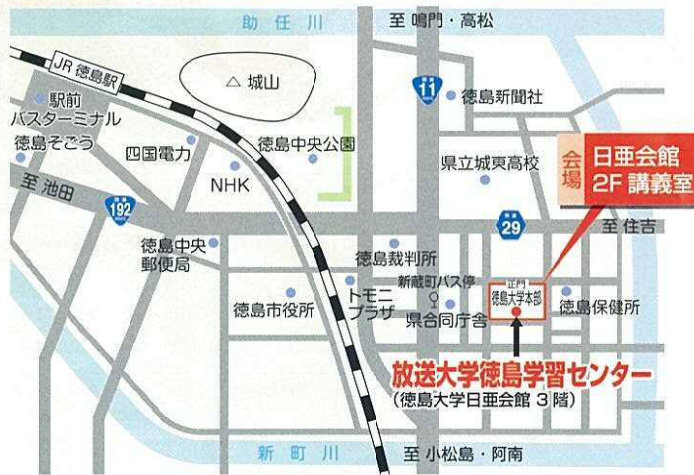 助任川
至鳴門・高松
JR 徳島駅
城山
国道
11
徳島新聞社
駅前
バスターミナル
徳島そごう
四国電力
徳島中央公園
NHK
県立城東高校
会場
日亜会館
2F 講義室
至池田
国道
192
29
至住吉
徳島中央
郵便局
徳島裁判所
新蔵町バス停
正門
徳島大学本部
徳島市役所
トモニ
プラザ
県合同庁舎
徳島保健所
放送大学徳島学習センター
(徳島大学日亜会館 3階)
新町川
至小松島・阿南